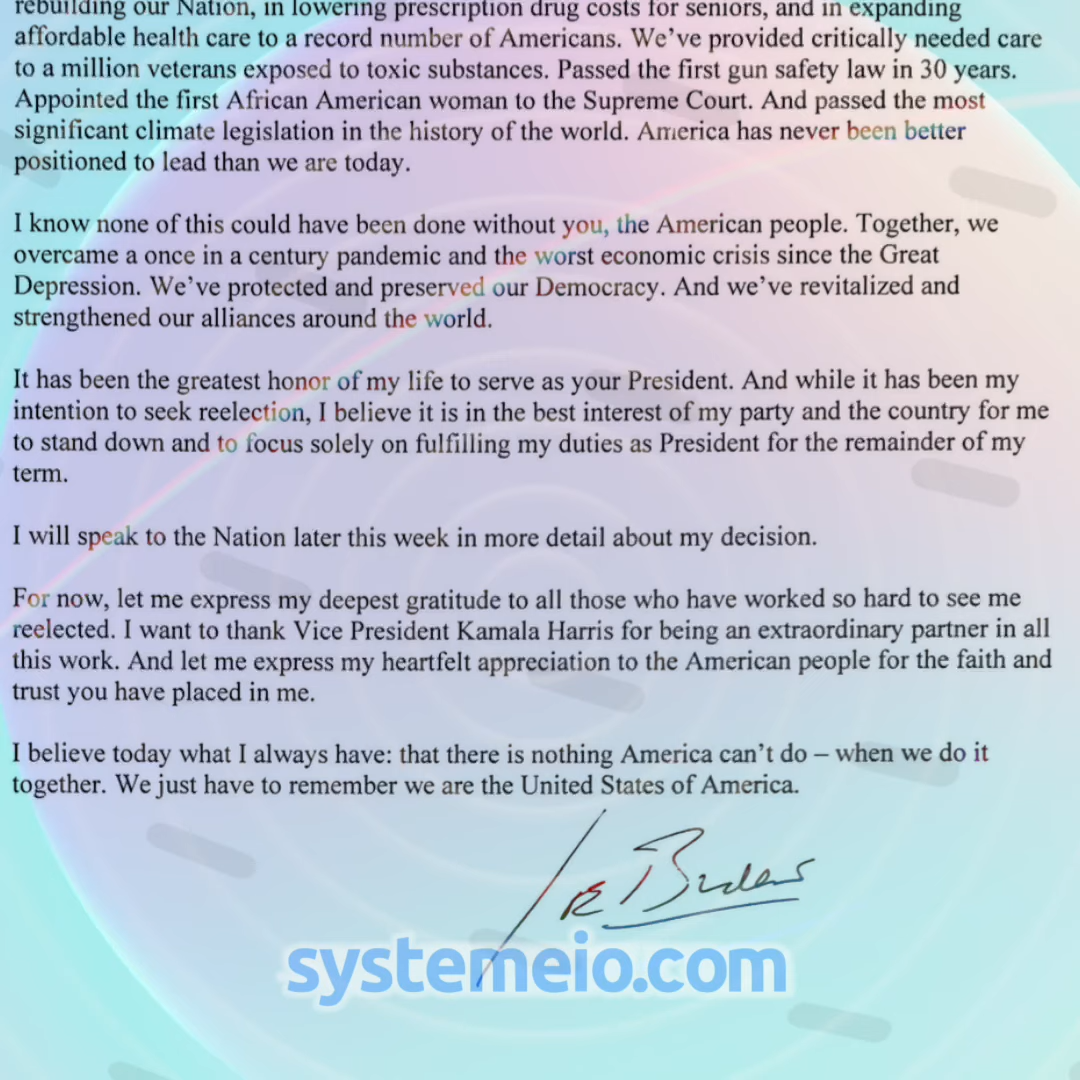 rebuilding our Nation, in lowering prescription drug costs for seniors, and in expanding
affordable health care to a record number of Americans. We’ve provided critically needed care
to a million veterans exposed to toxic substances. Passed the first gun safety law in 30 years.
Appointed the first African American woman to the Supreme Court. And passed the most
significant climate legislation in the history of the world. America has never been better
positioned to lead than we are today.
I know none of this could have been done without you, the American people. Together, we
overcame a once in a century pandemic and the worst economic crisis since the Great
Depression. We’ve protected and preserved our Democracy. And we’ve revitalized and
strengthened our alliances around the world.
It has been the greatest honor of my life to serve as your President. And while it has been my
intention to seek reelection, I believe it is in the best interest of my party and the country for me
to stand down and to focus solely on fulfilling my duties as President for the remainder of my
term.
I will speak to the Nation later this week in more detail about my decision.
For now, let me express my deepest gratitude to all those who have worked so hard to see me
reelected. I want to thank Vice President Kamala Harris for being an extraordinary partner in all
this work. And let me express my heartfelt appreciation to the American people for the faith and
trust you have placed in me.
I believe today what I always have: that there is nothing America can’t do – when we do it
together. We just have to remember we are the United States of America.
Joe Biden
systemeio.com